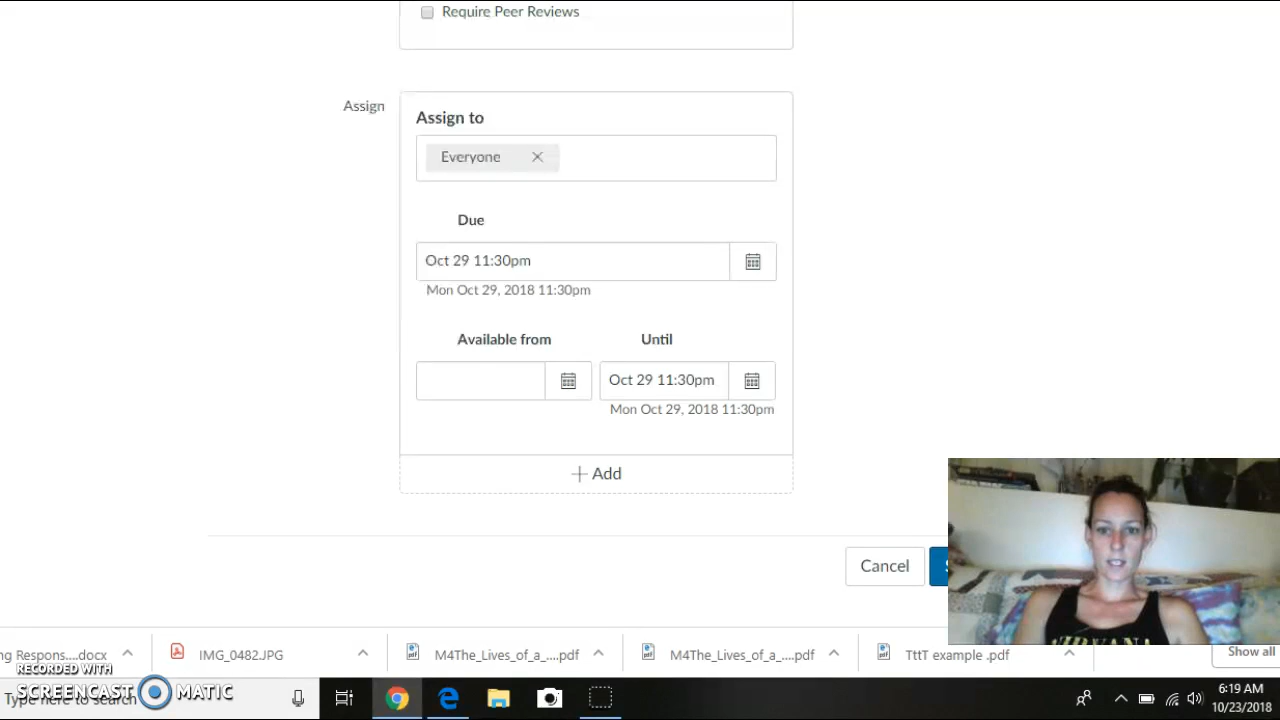 Require Peer Reviews
Assign
Assign to
Everyone
Due
Oct 29 11:30pm
Mon Oct 29, 2018 11:30pm
Available from
Until
Oct 29 11:30pm
Mon Oct 29, 2018 11:30pm
+ Add
Cancel
S
NIRVANA
ng Respons....docx
IMG_0482.JPG
M4The_Lives_of_a_....pdf
M4The_Lives_of_a_....pdf
TttT example .pdf
Show all
RECORDED WITH
SCREENCAST MATIC
Type here to search
6:19 AM
10/23/2018